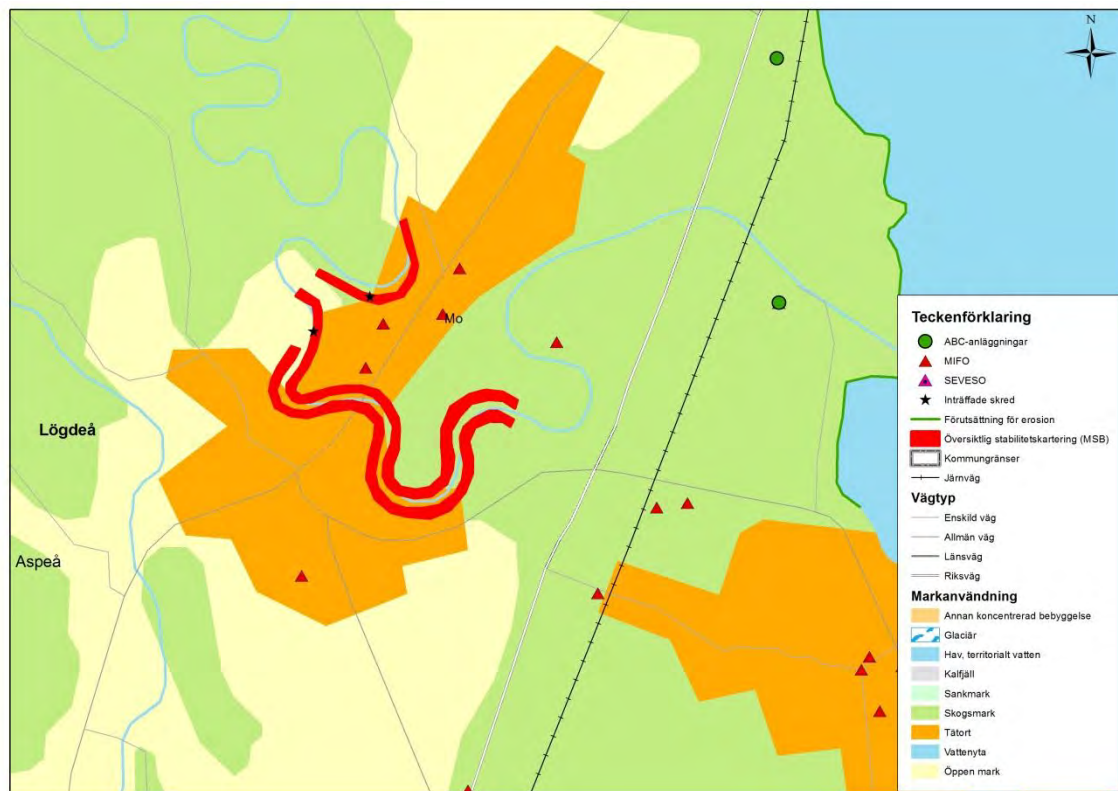 N
Mo
Lögdeå
Aspeå
Teckenförklaring
ABC-anläggningar
MIFO
SEVESO
Inträffade skred
Förutsättning för erosion
Översiktlig stabilitetskartering (MSB)
Kommungränser
Järnväg
Vägtyp
Enskild väg
Allmän väg
Länsväg
Riksväg
Markanvändning
Annan koncentrerad bebyggelse
Glaciär
Hav, territorialt vatten
Kalfjäll
Sankmark
Skogsmark
Tätort
Vattenyta
Öppen mark